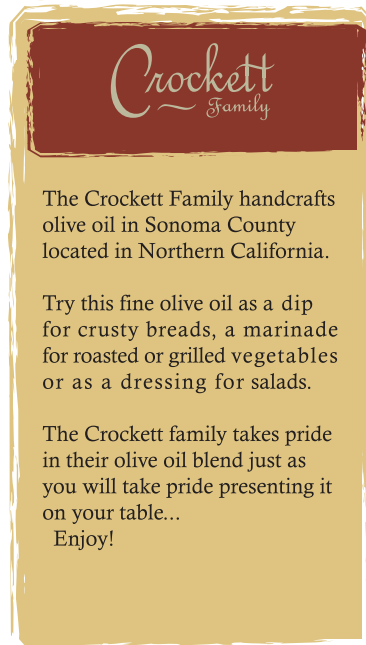 Crockett
Family
The Crockett Family handcrafts
olive oil in Sonoma County
located in Northern California.
Try this fine olive oil as a dip
for crusty breads, a marinade
for roasted or grilled vegetables
or as a dressing for salads.
The Crockett family takes pride
in their olive oil blend just as
you will take pride presenting it
on your table...
Enjoy!